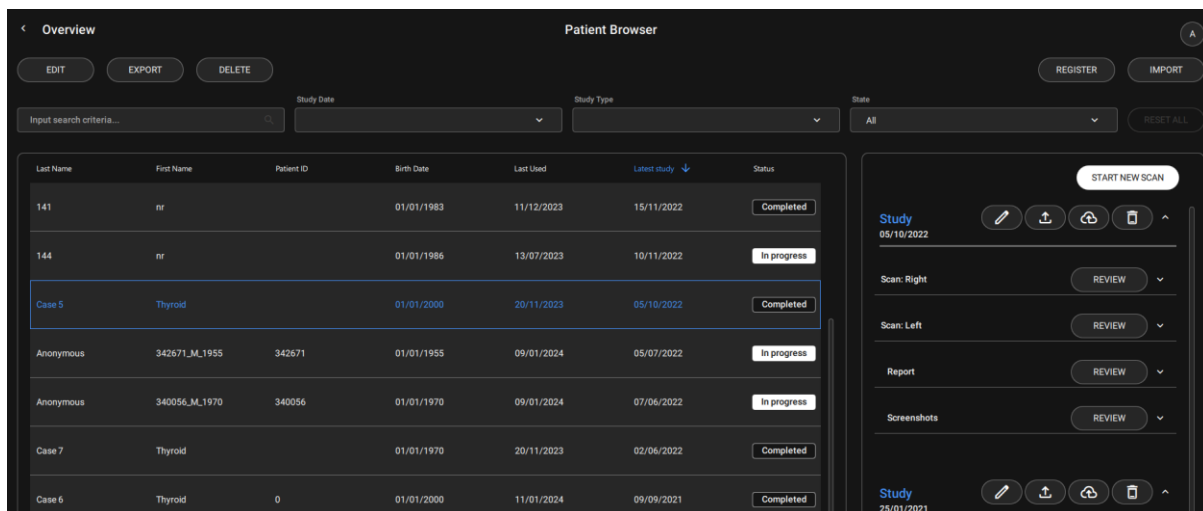 Overview
Patient Browser
A
EDIT
EXPORT
DELETE
REGISTER
IMPORT
Study Date
Study Type
State
Input search criteria...
All
RESET ALL
Last Name First Name Patient ID Birth Date Last Used Latest study Status
141 nr 01/01/1983 11/12/2023 15/11/2022 Completed
144 nr 01/01/1986 13/07/2023 10/11/2022 In progress
Case 5 Thyroid 01/01/2000 20/11/2023 05/10/2022 Completed
Anonymous 342671_M_1955 342671 01/01/1955 09/01/2024 05/07/2022 In progress
Anonymous 340056_M_1970 340056 01/01/1970 09/01/2024 07/06/2022 In progress
Case 7 Thyroid 01/01/1970 20/11/2023 02/06/2022 Completed
Case 6 Thyroid 0 01/01/2000 11/01/2024 09/09/2021 Completed
START NEW SCAN
Study
05/10/2022
Scan: Right REVIEW
Scan: Left REVIEW
Report REVIEW
Screenshots REVIEW
Study
25/01/2021